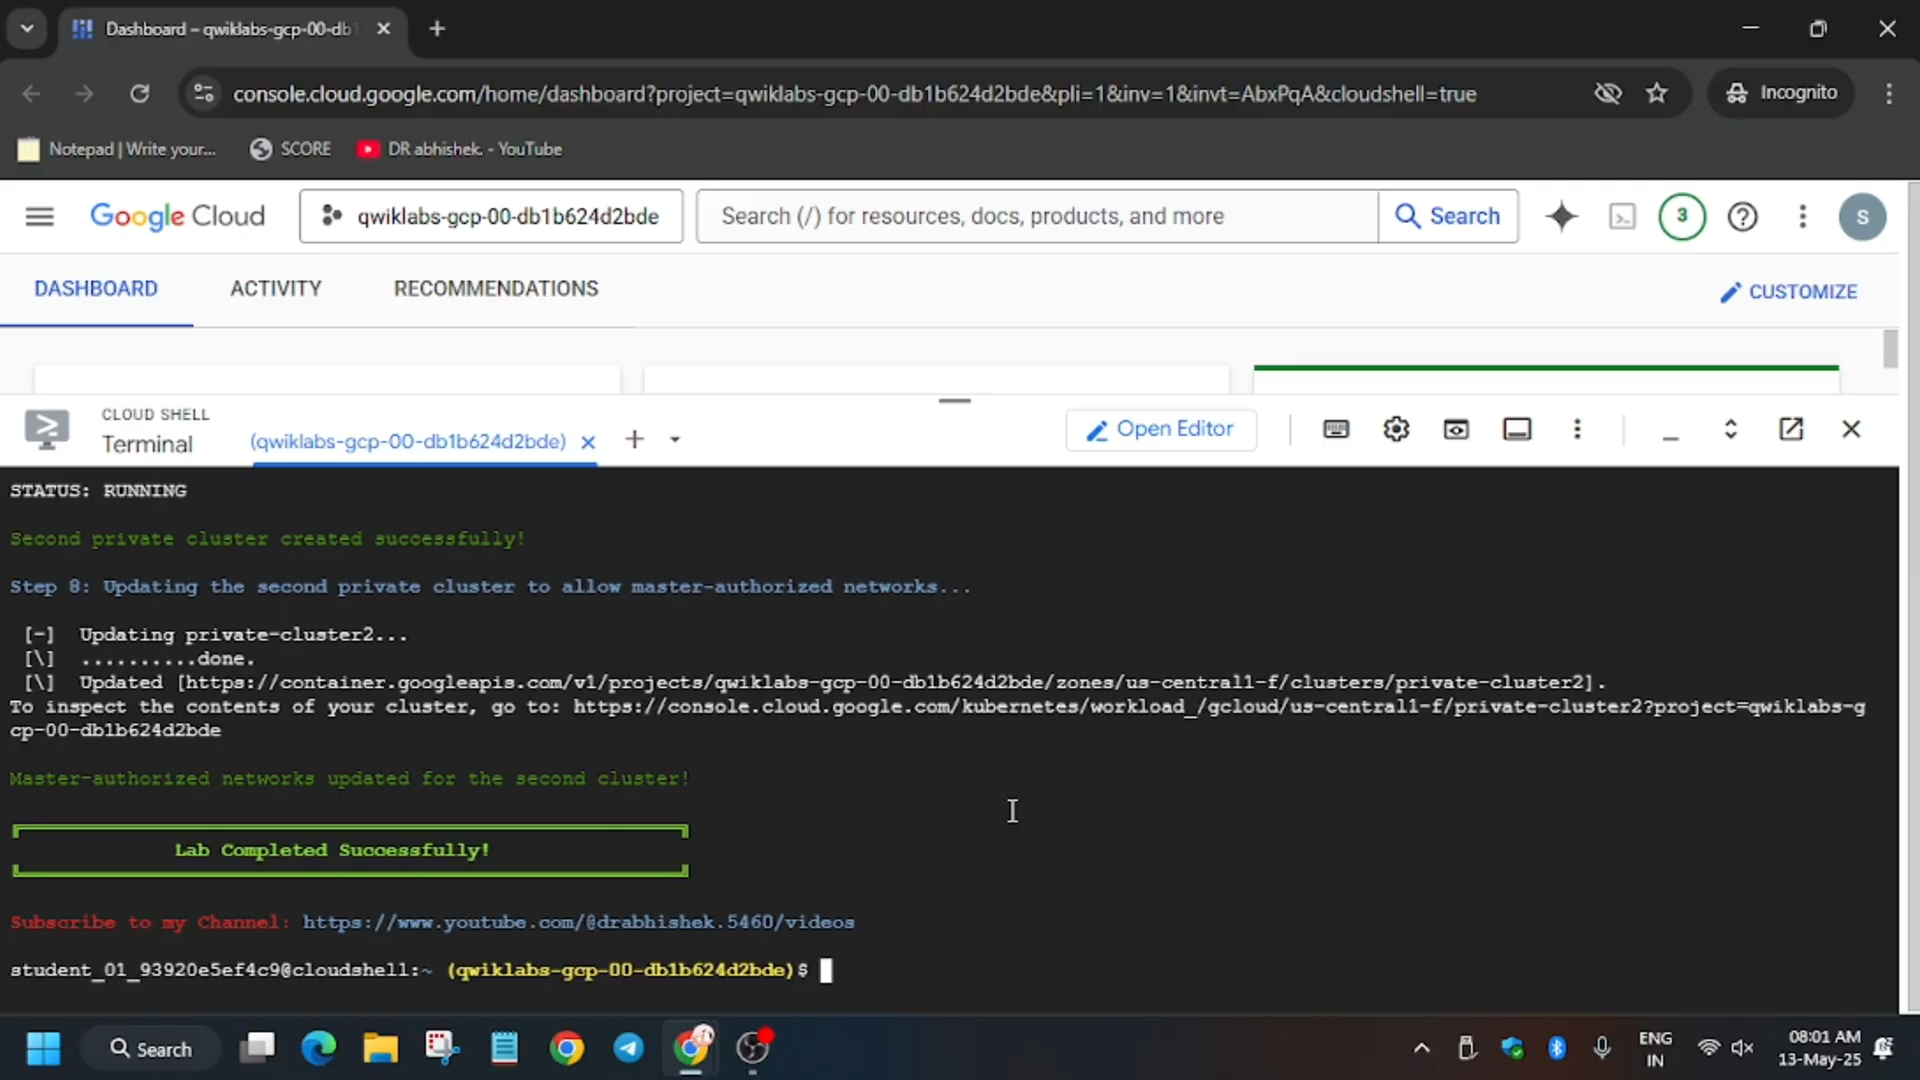 Dashboard – qwiklabs-gcp-00-db1
console.cloud.google.com/home/dashboard?project=qwiklabs-gcp-00-db1b624d2bde&pli=1&inv=1&invt=AbxPqA&cloudshell=true
Incognito
Notepad | Write your...
SCORE
DR abhishek. - YouTube
Google Cloud
qwiklabs-gcp-00-db1b624d2bde
Search (/) for resources, docs, products, and more
Search
3
S
DASHBOARD
ACTIVITY
RECOMMENDATIONS
CUSTOMIZE
CLOUD SHELL
Terminal
(qwiklabs-gcp-00-db1b624d2bde)
Open Editor
STATUS: RUNNING
Second private cluster created successfully!
Step 8: Updating the second private cluster to allow master-authorized networks...
[-] Updating private-cluster2...
[\] ..........done.
[\] Updated [https://container.googleapis.com/v1/projects/qwiklabs-gcp-00-db1b624d2bde/zones/us-central1-f/clusters/private-cluster2].
To inspect the contents of your cluster, go to: https://console.cloud.google.com/kubernetes/workload_/gcloud/us-central1-f/private-cluster2?project=qwiklabs-g
cp-00-db1b624d2bde
Master-authorized networks updated for the second cluster!
Lab Completed Successfully!
Subscribe to my Channel: https://www.youtube.com/@drabhishek.5460/videos
student_01_93920e5ef4c9@cloudshell:~ (qwiklabs-gcp-00-db1b624d2bde)$
Search
ENG
IN
08:01 AM
13-May-25